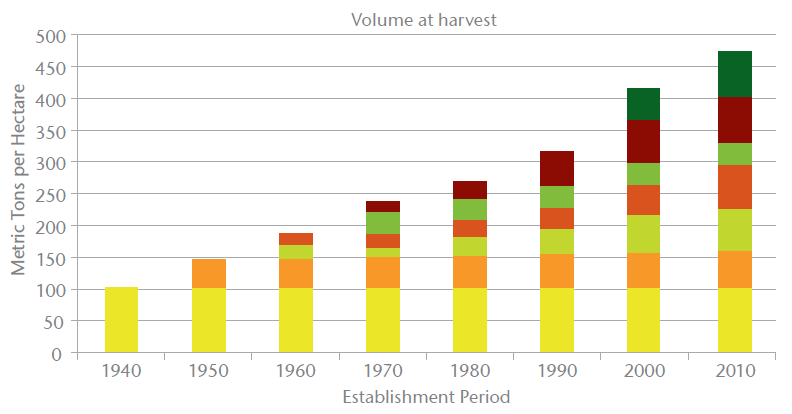 Volume at harvest
Metric Tons per Hectare
500
450
400
350
300
250
200
150
100
50
0
1940 1950 1960 1970 1980 1990 2000 2010
Establishment Period